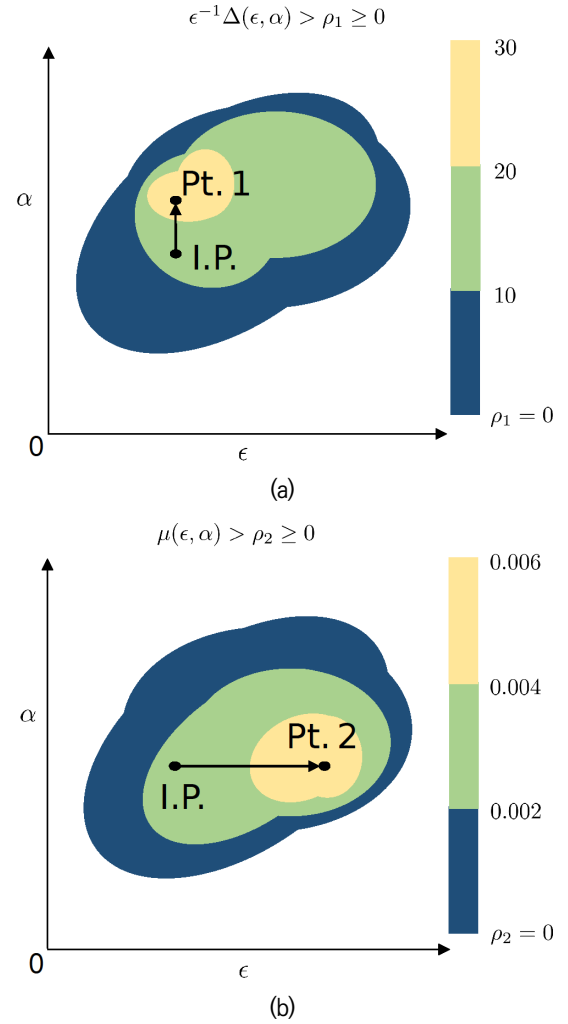 ϵ⁻¹Δ(ϵ, α) > ρ₁ ≥ 0
30
Pt. 1
20
α
I.P.
10
ρ₁ = 0
0
ϵ
(a)
μ(ϵ, α) > ρ₂ ≥ 0
0.006
0.004
α
Pt. 2
I.P.
0.002
ρ₂ = 0
0
ϵ
(b)